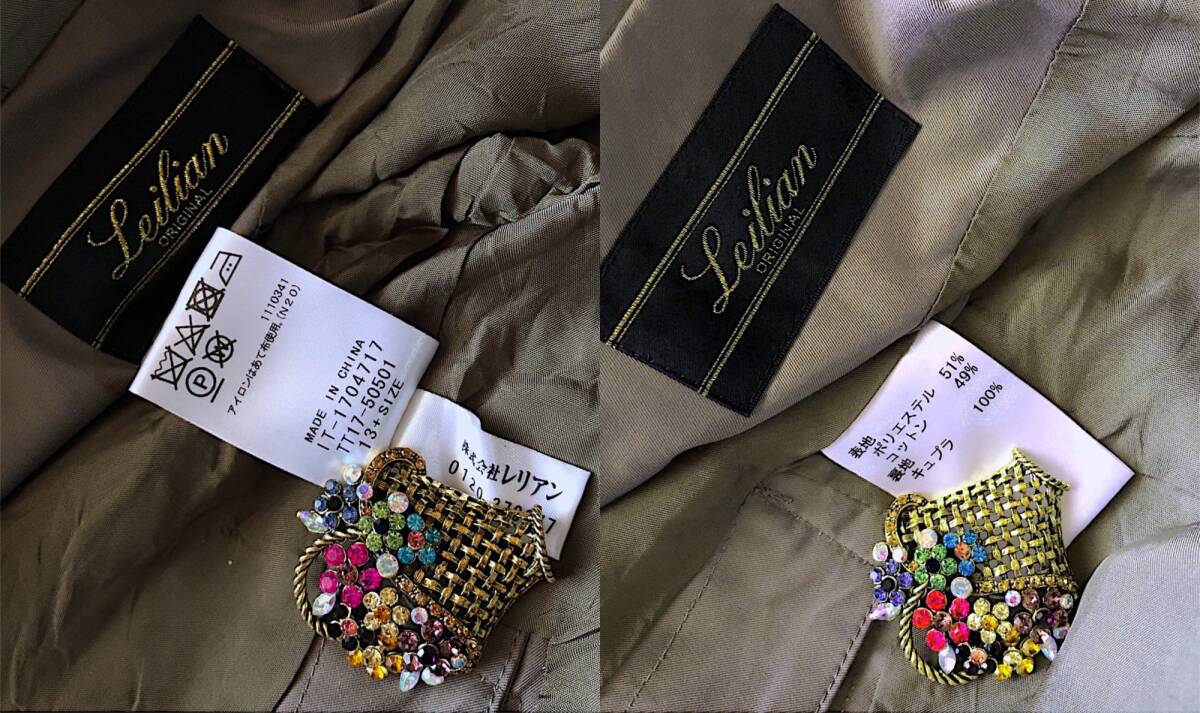 Leilian
ORIGINAL
1110341
アイロンはあて布使用。(N20)
MADE IN CHINA
IT-1704717
TT17-50501
13+ SIZE
株式会社レリアン
0120
Leilian
ORIGINAL
表地
ポリエステル 51%
コットン 49%
裏地
キュプラ 100%